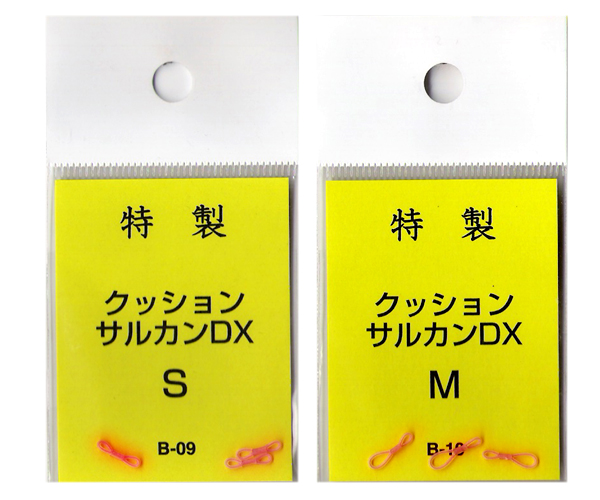 特 製
クッション
サルカンDX
S
B-09
特 製
クッション
サルカンDX
M
B-10